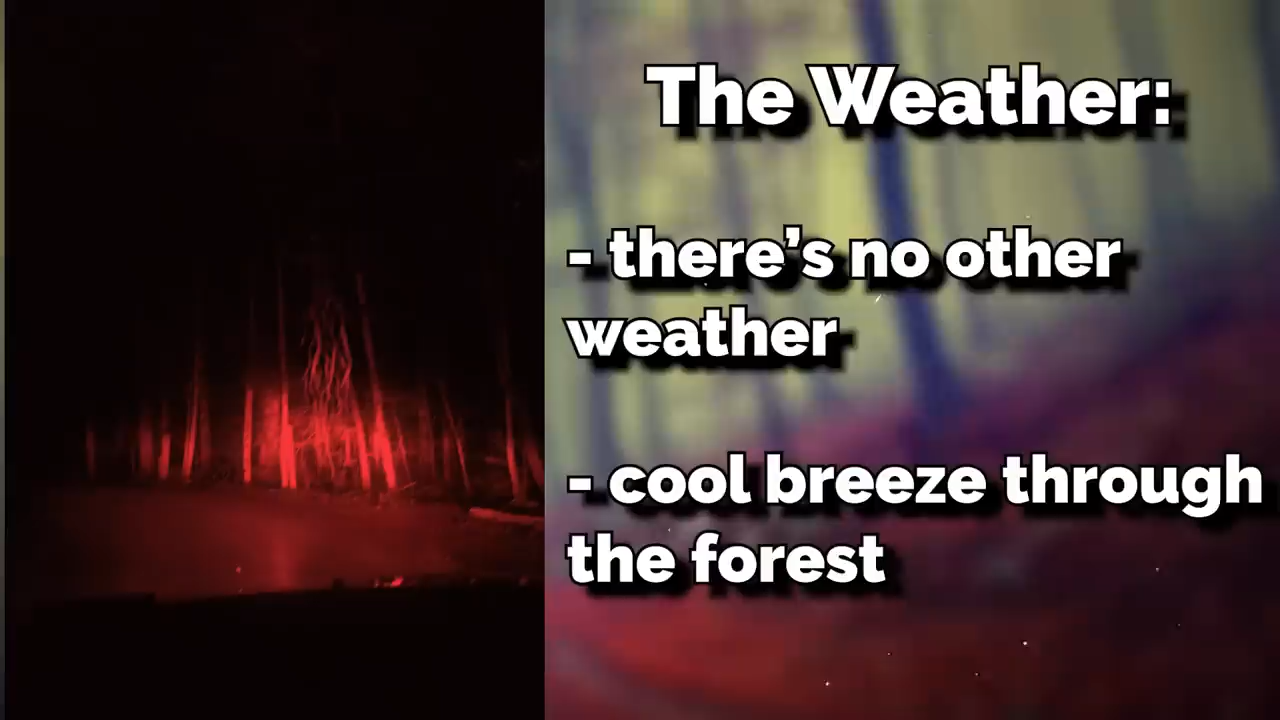 The Weather:
- there's no other
weather
- cool breeze through
the forest